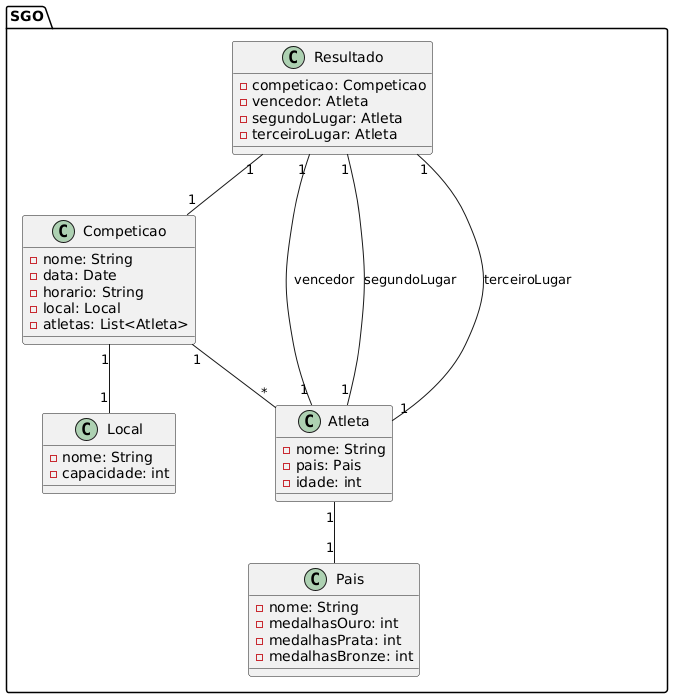 SGO
C Resultado
competicao: Competicao
vencedor: Atleta
segundoLugar: Atleta
terceiroLugar: Atleta
1 1 1 1
1
C Competicao
nome: String
data: Date
horario: String
local: Local
atletas: List<Atleta>
vencedor
segundoLugar
terceiroLugar
1 1
1 * 1 1 1
C Local
nome: String
capacidade: int
C Atleta
nome: String
pais: Pais
idade: int
1
1
C Pais
nome: String
medalhasOuro: int
medalhasPrata: int
medalhasBronze: int